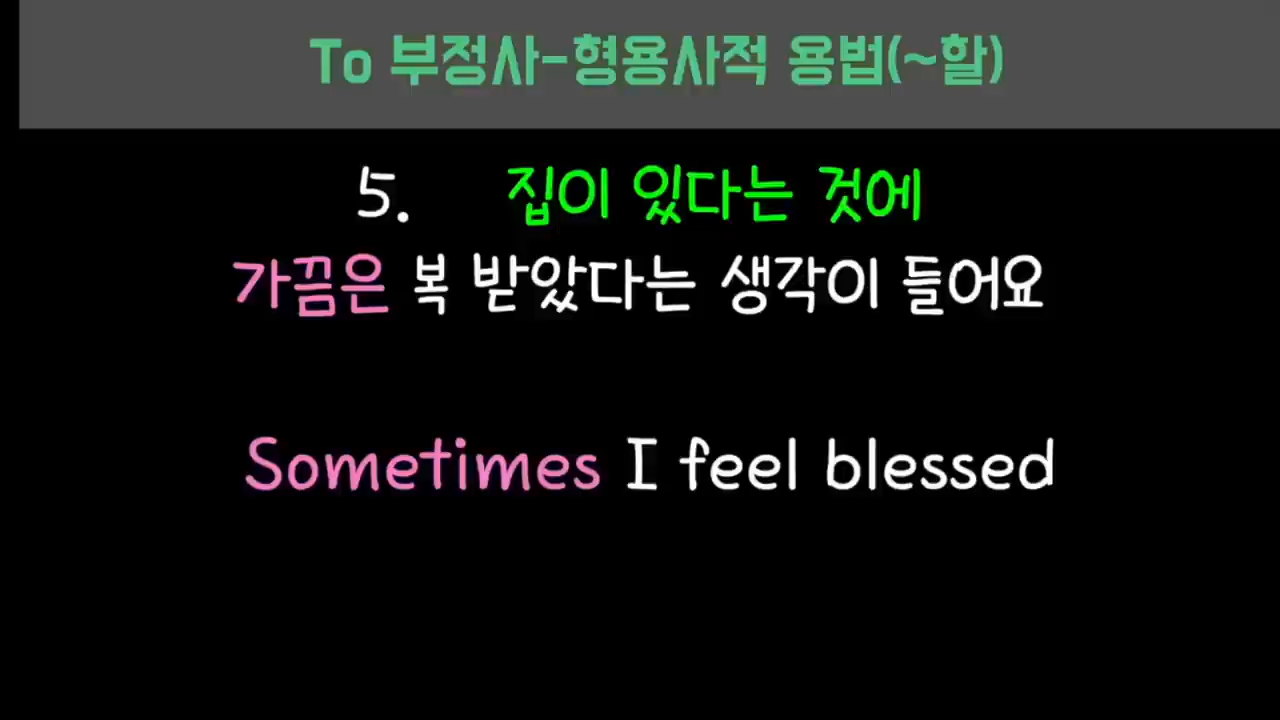 To 부정사-형용사적 용법(~할)
5. 집이 있다는 것에
가끔은 복 받았다는 생각이 들어요
Sometimes I feel blessed